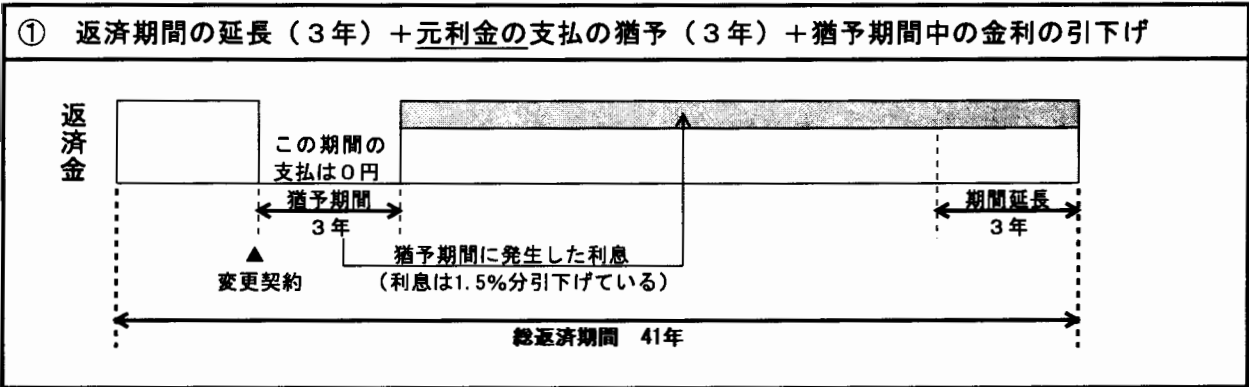 ① 返済期間の延長（３年）＋元利金の支払の猶予（３年）＋猶予期間中の金利の引下げ
返済金
この期間の
支払は０円
猶予期間
３年
期間延長
３年
▲
変更契約
猶予期間に発生した利息
（利息は1.5%分引下げている）
総返済期間 41年